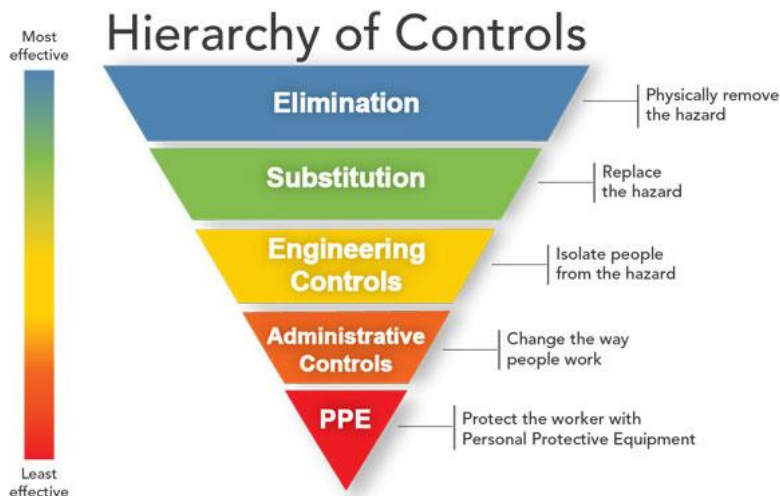 Hierarchy of Controls
Most
effective
Elimination
Physically remove
the hazard
Substitution
Replace
the hazard
Engineering
Controls
Isolate people
from the hazard
Administrative
Controls
Change the way
people work
PPE
Protect the worker with
Personal Protective Equipment
Least
effective